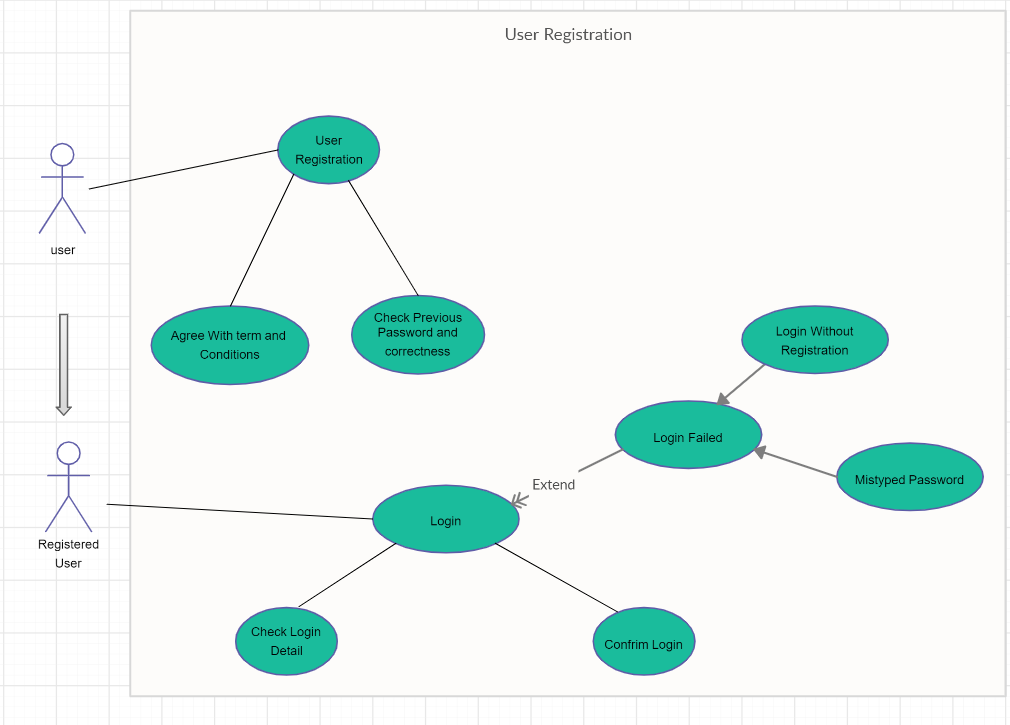 User Registration
User
Registration
user
Agree With term and
Conditions
Check Previous
Password and
correctness
Login Without
Registration
Login Failed
Mistyped Password
Extend
Login
Registered
User
Check Login
Detail
Confrim Login